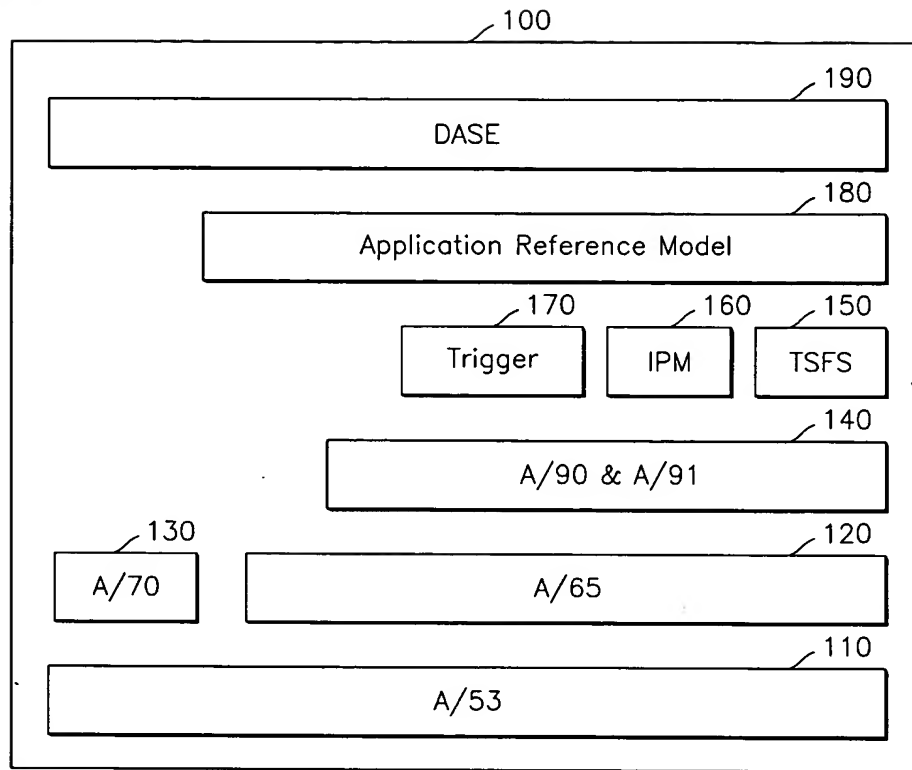 100
190
DASE
180
Application Reference Model
170 160 150
Trigger IPM TSFS
140
A/90 & A/91
130 120
A/70 A/65
110
A/53